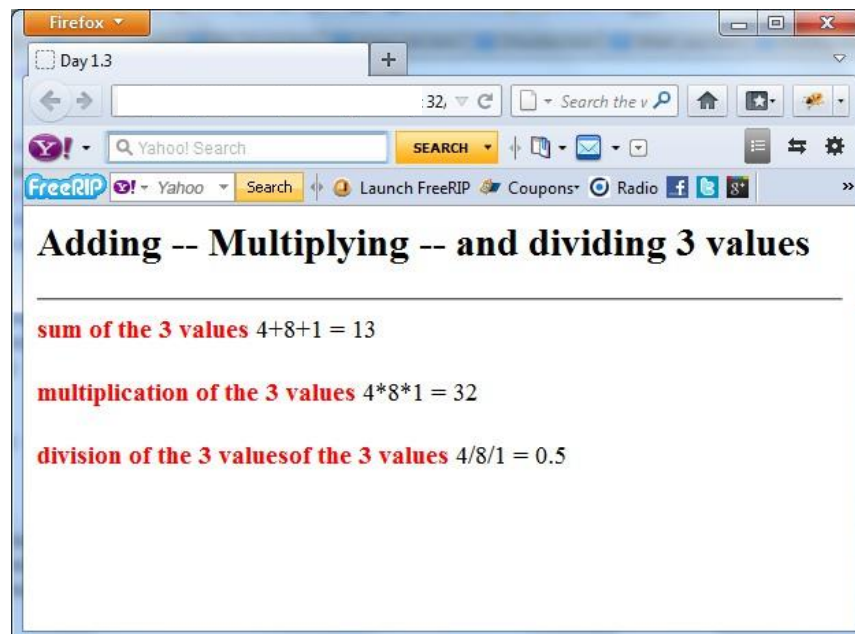 Firefox
Day 1.3
32, Search the v
Yahoo! Search SEARCH
FreeRIP Yahoo Search Launch FreeRIP Coupons Radio
Adding -- Multiplying -- and dividing 3 values
sum of the 3 values 4+8+1 = 13
multiplication of the 3 values 4*8*1 = 32
division of the 3 valuesof the 3 values 4/8/1 = 0.5